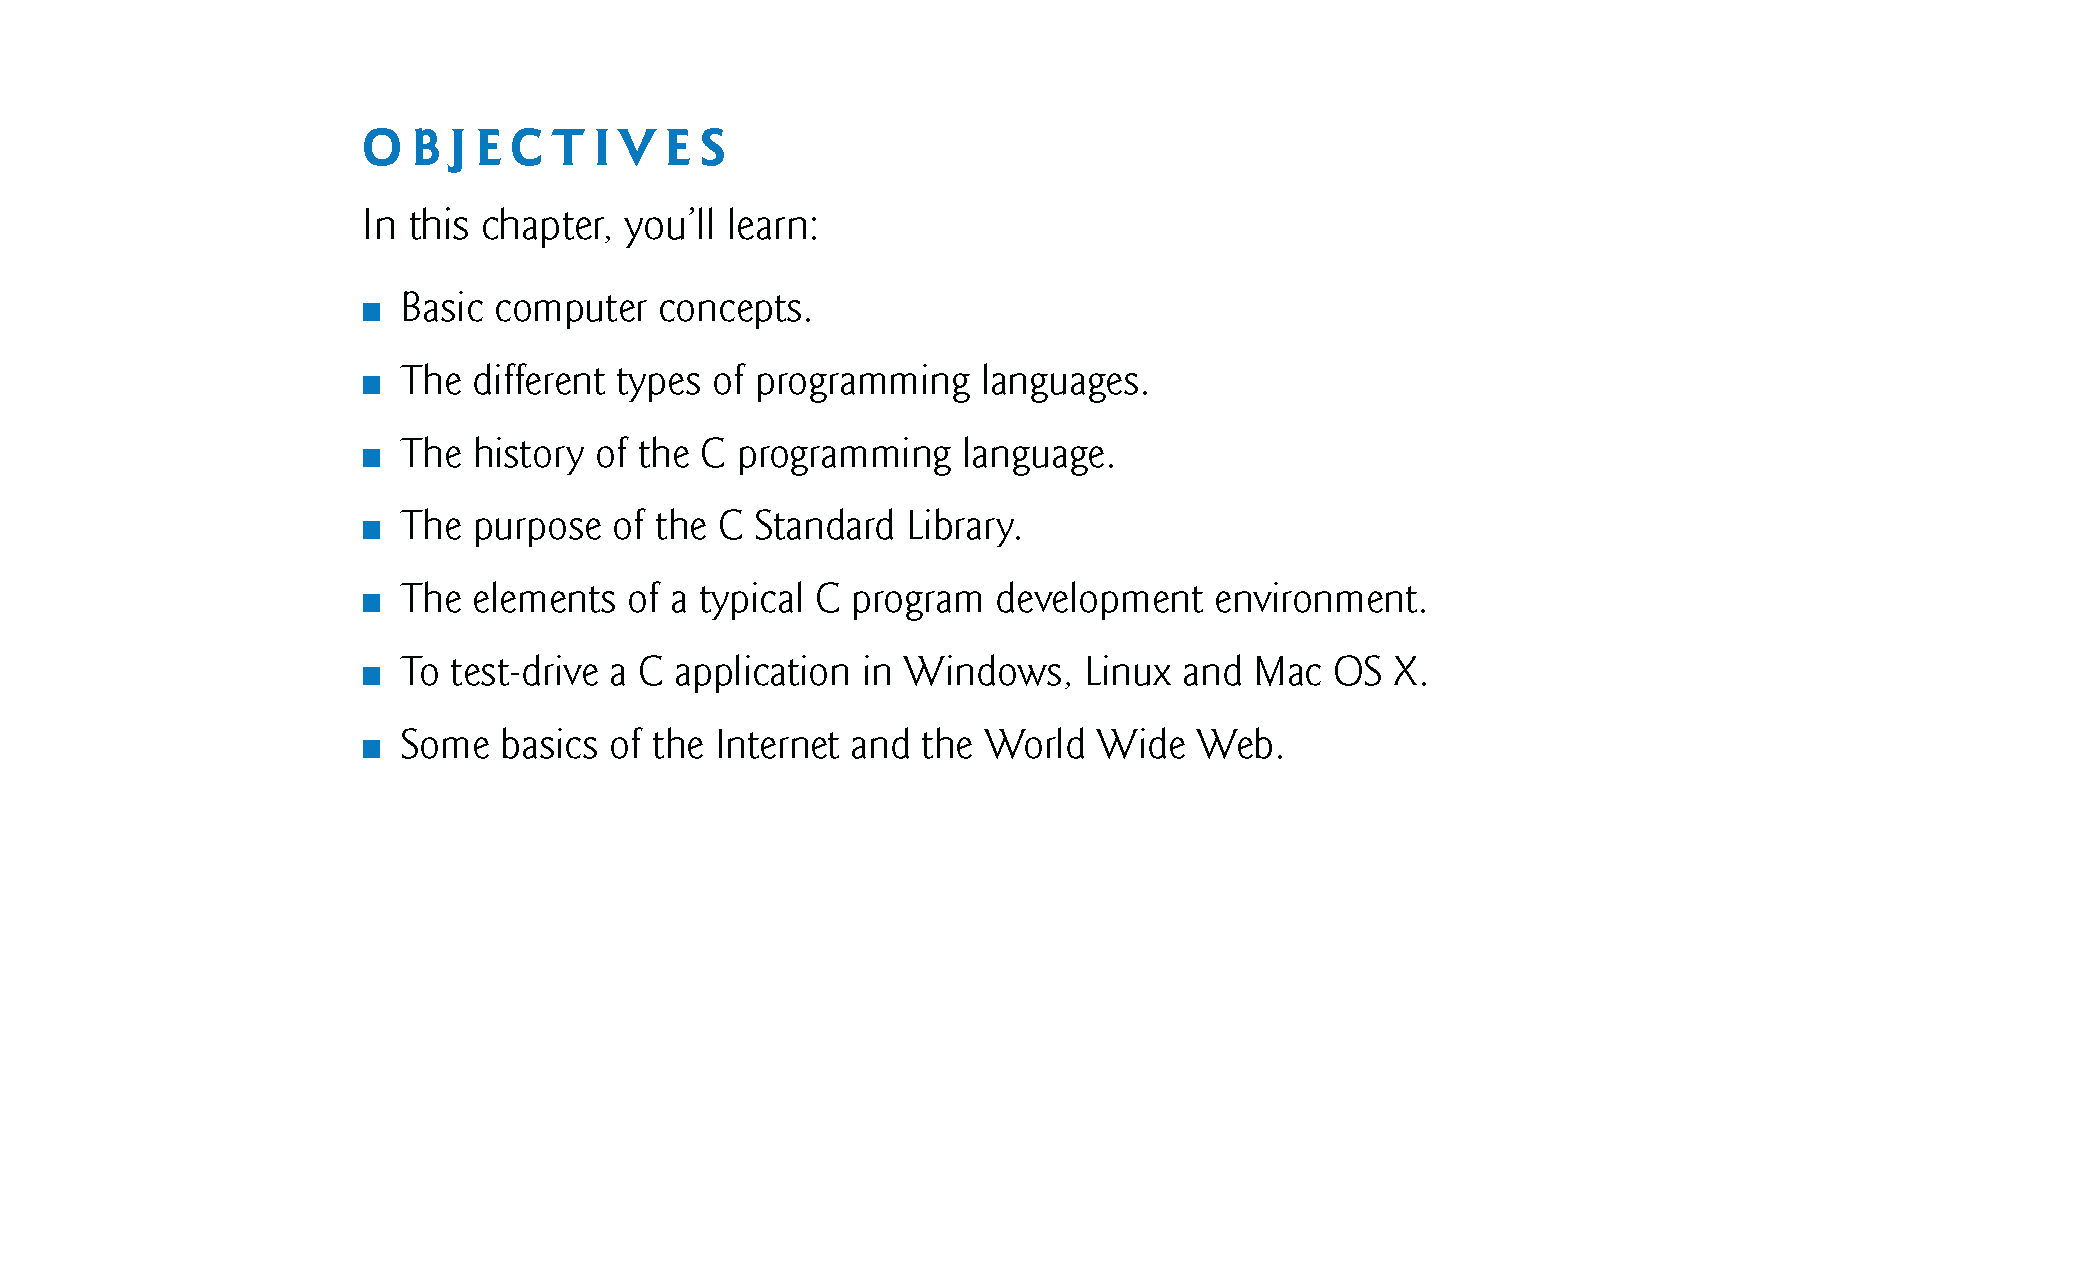 OBJECTIVES
In this chapter, you’ll learn:
■ Basic computer concepts.
■ The different types of programming languages.
■ The history of the C programming language.
■ The purpose of the C Standard Library.
■ The elements of a typical C program development environment.
■ To test-drive a C application in Windows, Linux and Mac OS X.
■ Some basics of the Internet and the World Wide Web.